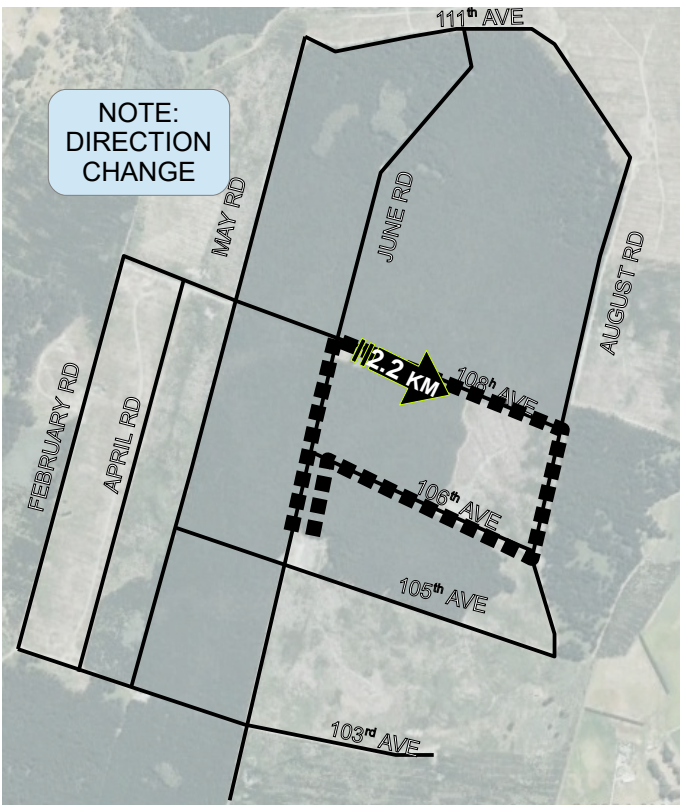 111th AVE
NOTE:
DIRECTION
CHANGE
MAY RD
JUNE RD
AUGUST RD
2.2 KM
108h AVE
FEBRUARY RD
APRIL RD
106th AVE
105th AVE
103rd AVE